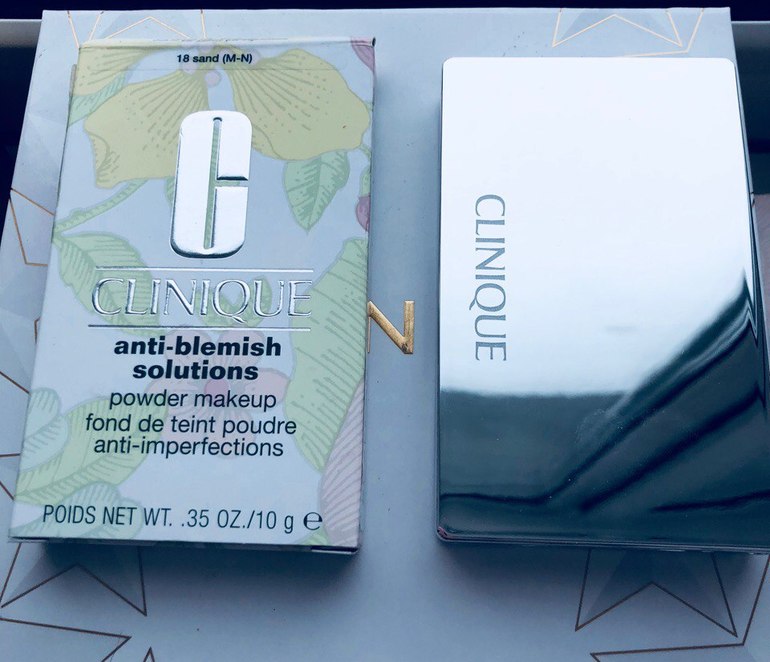 18 sand (M-N)
C
CLINIQUE
anti-blemish
solutions
powder makeup
fond de teint poudre
anti-imperfections
POIDS NET WT. .35 OZ./10 g ℮
N
CLINIQUE